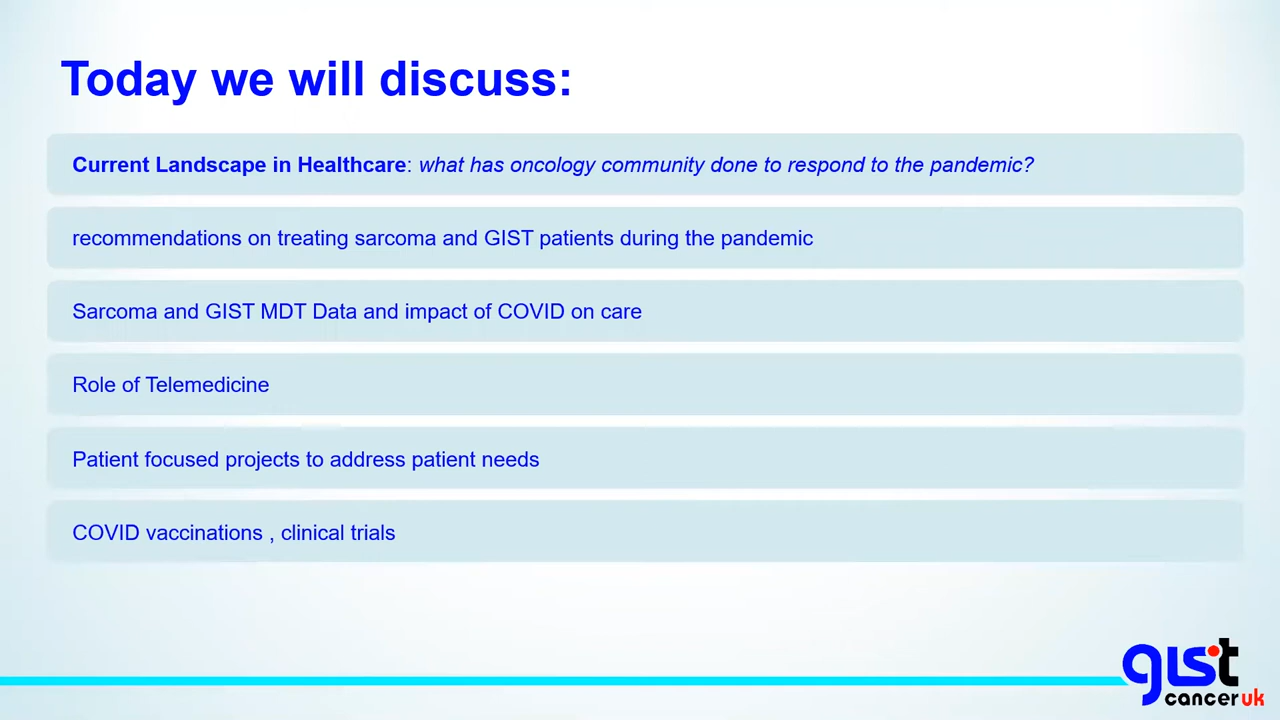 Today we will discuss:
Current Landscape in Healthcare: what has oncology community done to respond to the pandemic?
recommendations on treating sarcoma and GIST patients during the pandemic
Sarcoma and GIST MDT Data and impact of COVID on care
Role of Telemedicine
Patient focused projects to address patient needs
COVID vaccinations , clinical trials
gist
cancer uk